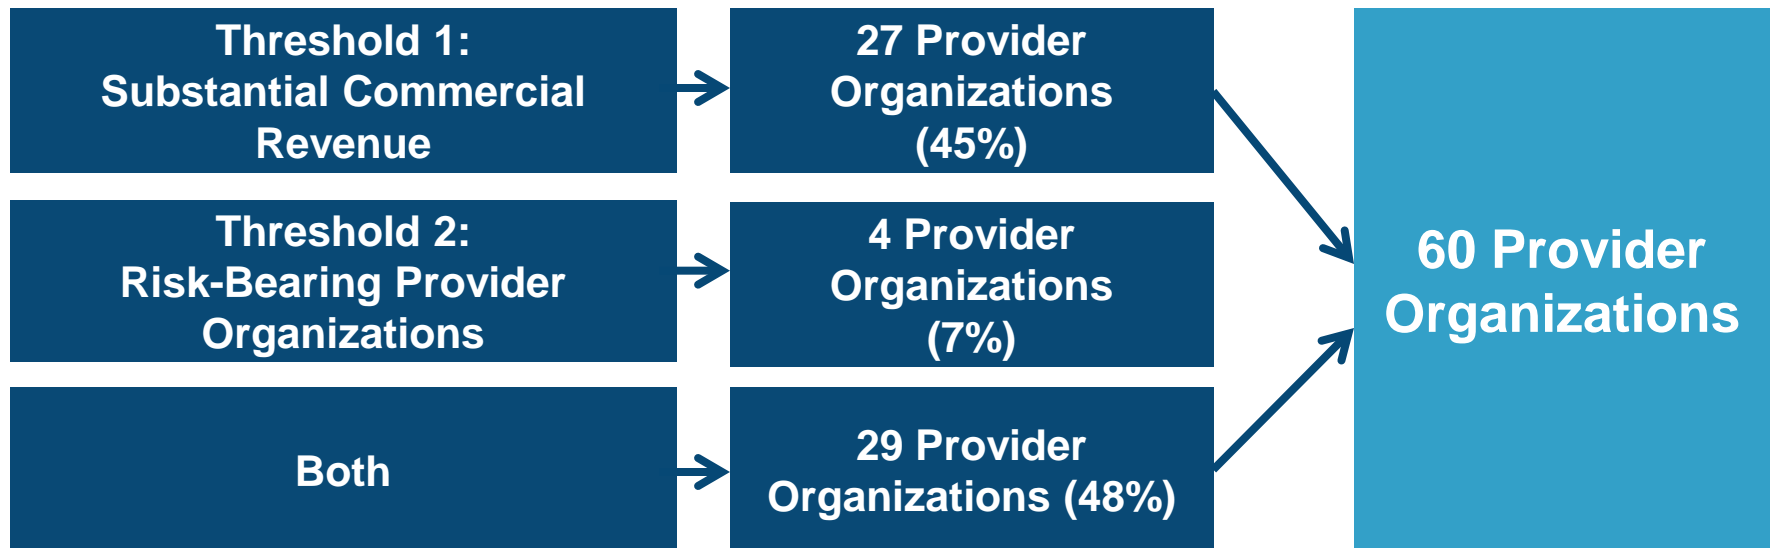 Threshold 1:
Substantial Commercial
Revenue
27 Provider
Organizations
(45%)
Threshold 2:
Risk-Bearing Provider
Organizations
4 Provider
Organizations
(7%)
Both
29 Provider
Organizations (48%)
60 Provider
Organizations